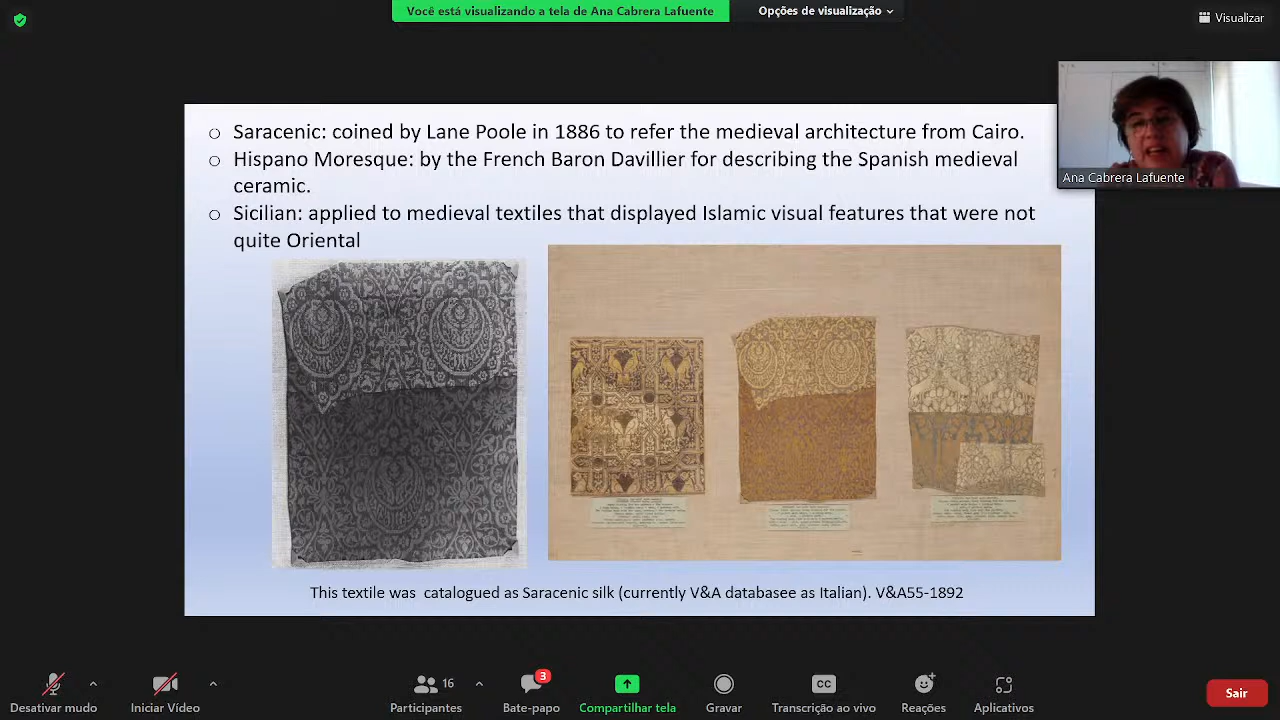 Você está visualizando a tela de Ana Cabrera Lafuente
Opções de visualização
Visualizar
Ana Cabrera Lafuente
○ Saracenic: coined by Lane Poole in 1886 to refer the medieval architecture from Cairo.
○ Hispano Moresque: by the French Baron Davillier for describing the Spanish medieval
ceramic.
○ Sicilian: applied to medieval textiles that displayed Islamic visual features that were not
quite Oriental
This textile was catalogued as Saracenic silk (currently V&A databasee as Italian). V&A55-1892
Desativar mudo
Iniciar Vídeo
16
Participantes
3
Bate-papo
Compartilhar tela
Gravar
CC
Transcrição ao vivo
Reações
Aplicativos
Sair